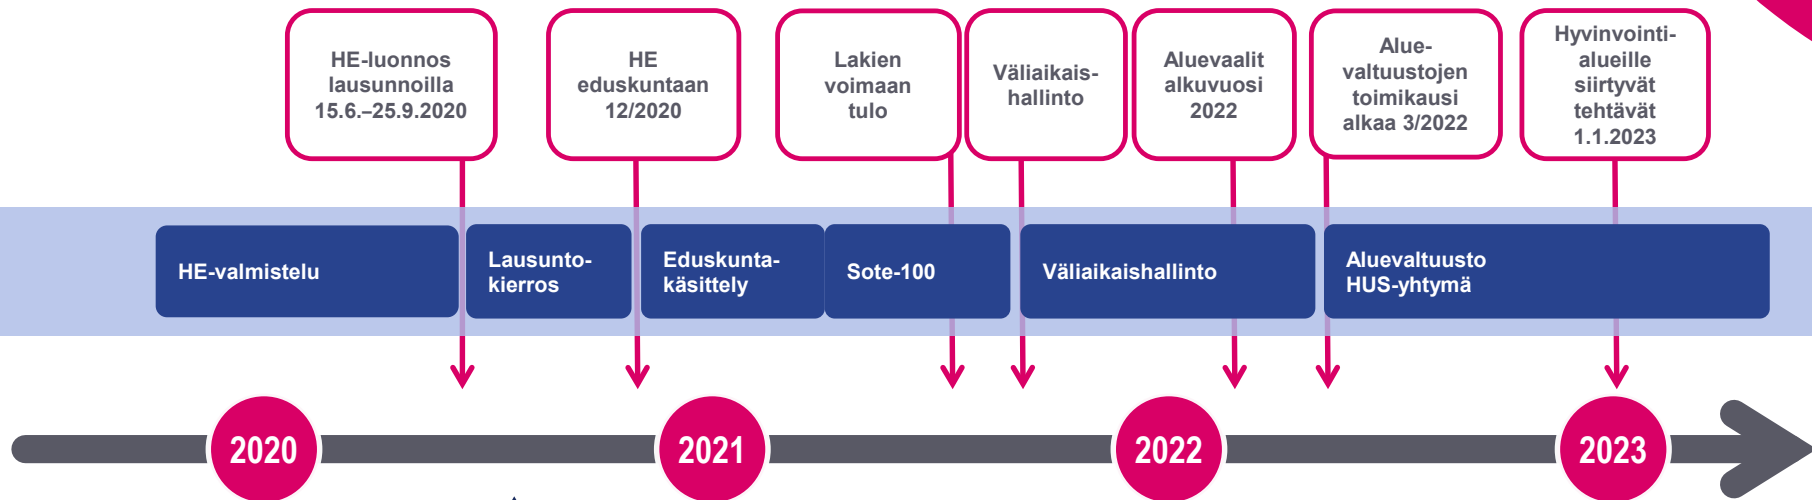 HE-luonnos
lausunnoilla
15.6.–25.9.2020
HE
eduskuntaan
12/2020
Lakien
voimaan
tulo
Väliaikais-
hallinto
Aluevaalit
alkuvuosi
2022
Alue-
valtuustojen
toimikausi
alkaa 3/2022
Hyvinvointi-
alueille
siirtyvät
tehtävät
1.1.2023
HE-valmistelu
Lausunto-
kierros
Eduskunta-
käsittely
Sote-100
Väliaikaishallinto
Aluevaltuusto
HUS-yhtymä
2020
2021
2022
2023